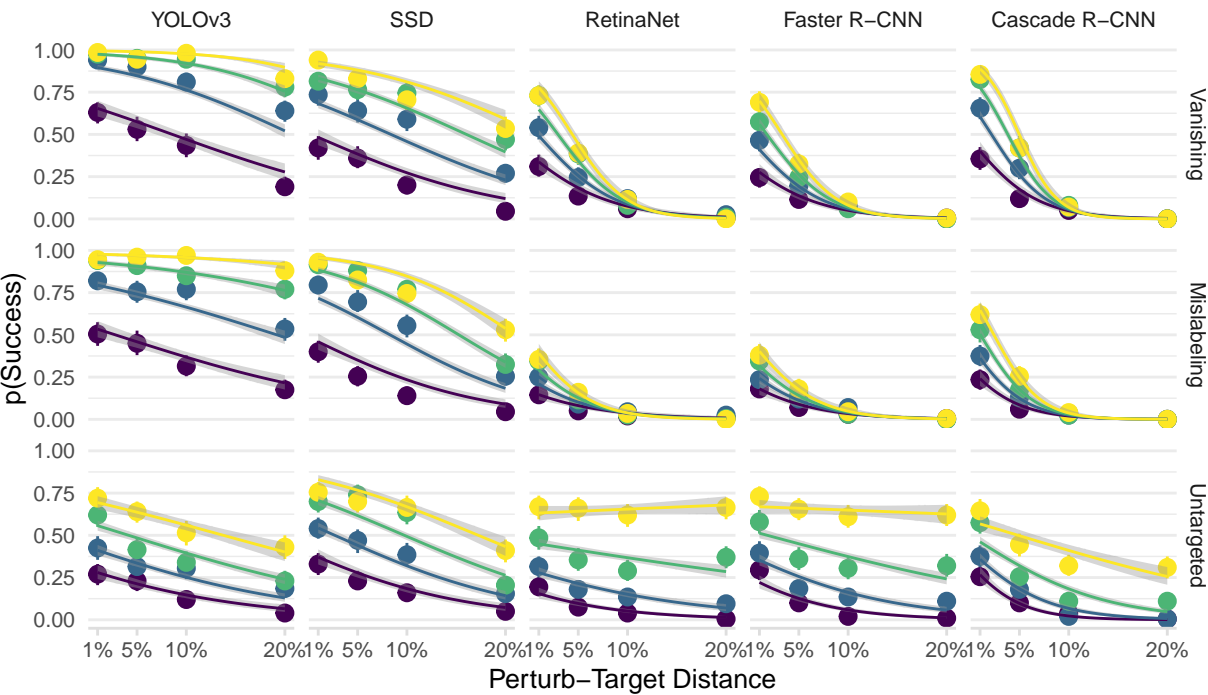 YOLOv3 SSD RetinaNet Faster R−CNN Cascade R−CNN
1.00
0.75
0.50
0.25
0.00
Vanishing
1.00
0.75
0.50
0.25
0.00
Mislabeling
1.00
0.75
0.50
0.25
0.00
Untargeted
p(Success)
1% 5% 10% 20% 1% 5% 10% 20% 1% 5% 10% 20% 1% 5% 10% 20% 1% 5% 10% 20%
Perturb−Target Distance